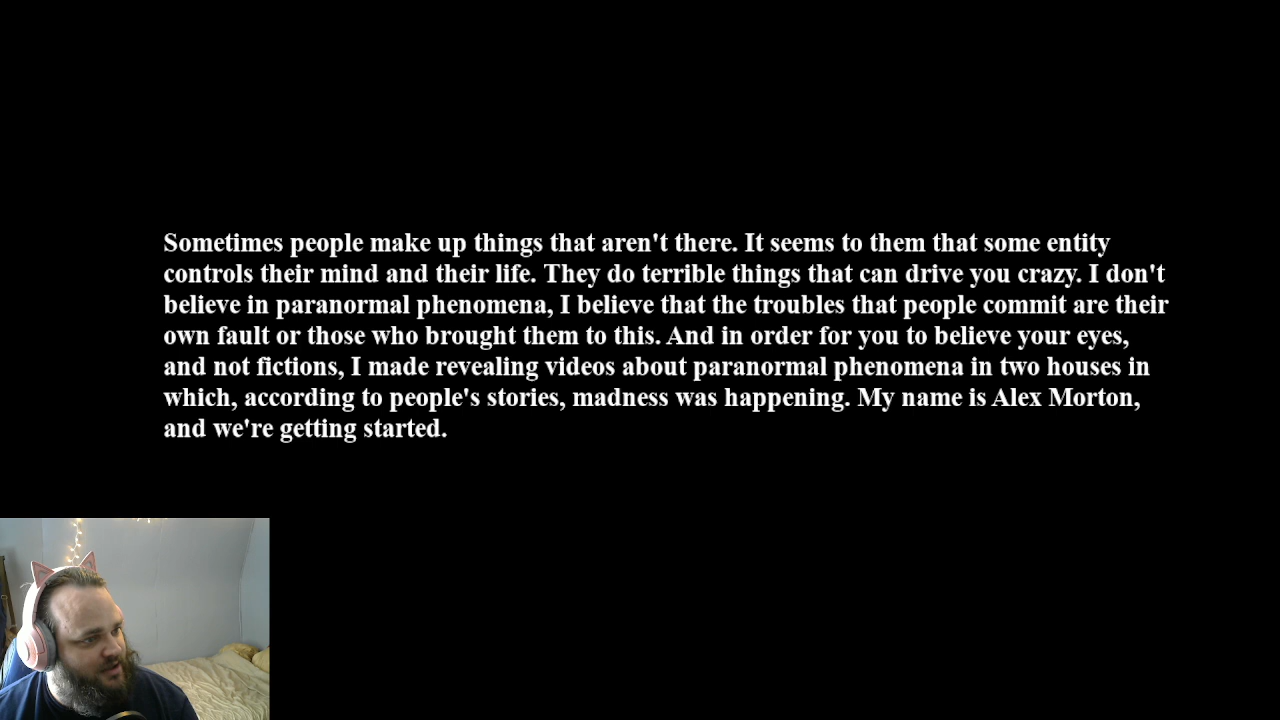 Sometimes people make up things that aren't there. It seems to them that some entity
controls their mind and their life. They do terrible things that can drive you crazy. I don't
believe in paranormal phenomena, I believe that the troubles that people commit are their
own fault or those who brought them to this. And in order for you to believe your eyes,
and not fictions, I made revealing videos about paranormal phenomena in two houses in
which, according to people's stories, madness was happening. My name is Alex Morton,
and we're getting started.